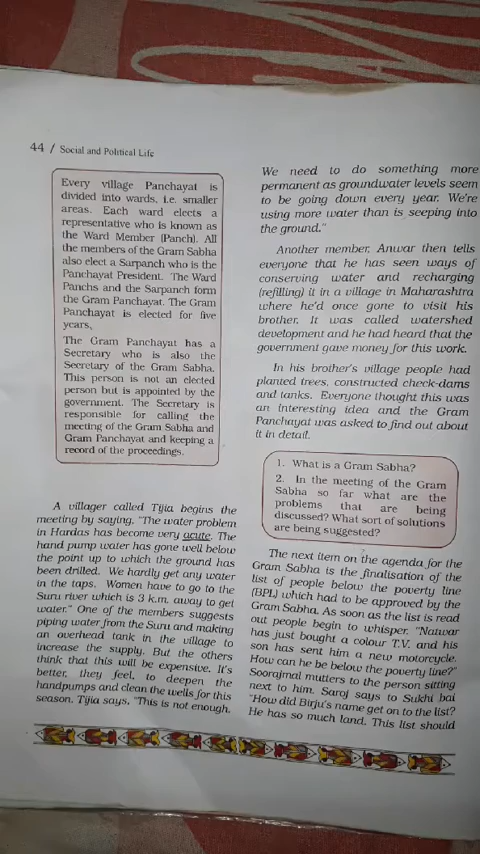 44 / Social and Political Life
Every village Panchayat is
divided into wards, i.e. smaller
areas. Each ward elects a
representative who is known as
the Ward Member (Panch). All
the members of the Gram Sabha
also elect a Sarpanch who is the
Panchayat President. The Ward
Panchs and the Sarpanch form
the Gram Panchayat. The Gram
Panchayat is elected for five
years,
The Gram Panchayat has a
Secretary who is also the
Secretary of the Gram Sabha.
This person is not an elected
person but is appointed by the
government. The Secretary is
responsible for calling the
meeting of the Gram Sabha and
Gram Panchayat and keeping a
record of the proceedings.
A villager called Tijia begins the
meeting by saying, "The water problem
in Hardas has become very acute. The
hand pump water has gone well below
the point up to which the ground has
been drilled. We hardly get any water
in the taps. Women have to go to the
Suru river which is 3 k.m. away to get
water." One of the members suggests
piping water from the Suru and making
an overhead tank in the village to
increase the supply. But the others
think that this will be expensive. It's
better, they feel, to deepen the
handpumps and clean the wells for this
season. Tijia says, "This is not enough.
We need to do something more
permanent as groundwater levels seem
to be going down every year. We're
using more water than is seeping into
the ground."
Another member, Anwar then tells
everyone that he has seen ways of
conserving water and recharging
(refilling) it in a village in Maharashtra
where he'd once gone to visit his
brother. It was called watershed
development and he had heard that the
government gave money for this work.
In his brother's village people had
planted trees, constructed check-dams
and tanks. Everyone thought this was
an interesting idea and the Gram
Panchayat was asked to find out about
it in detail.
1. What is a Gram Sabha?
2. In the meeting of the Gram
Sabha so far what are the
problems that are being
discussed? What sort of solutions
are being suggested?
The next item on the agenda for the
Gram Sabha is the finalisation of the
list of people below the poverty line
(BPL) which had to be approved by the
Gram Sabha. As soon as the list is read
out people begin to whisper. "Natwar
has just bought a colour T.V. and his
son has sent him a new motorcycle.
How can he be below the poverty line?"
Soorajmal mutters to the person sitting
next to him. Saroj says to Sukhi bai
"How did Birju's name get on to the list?
He has so much land. This list should